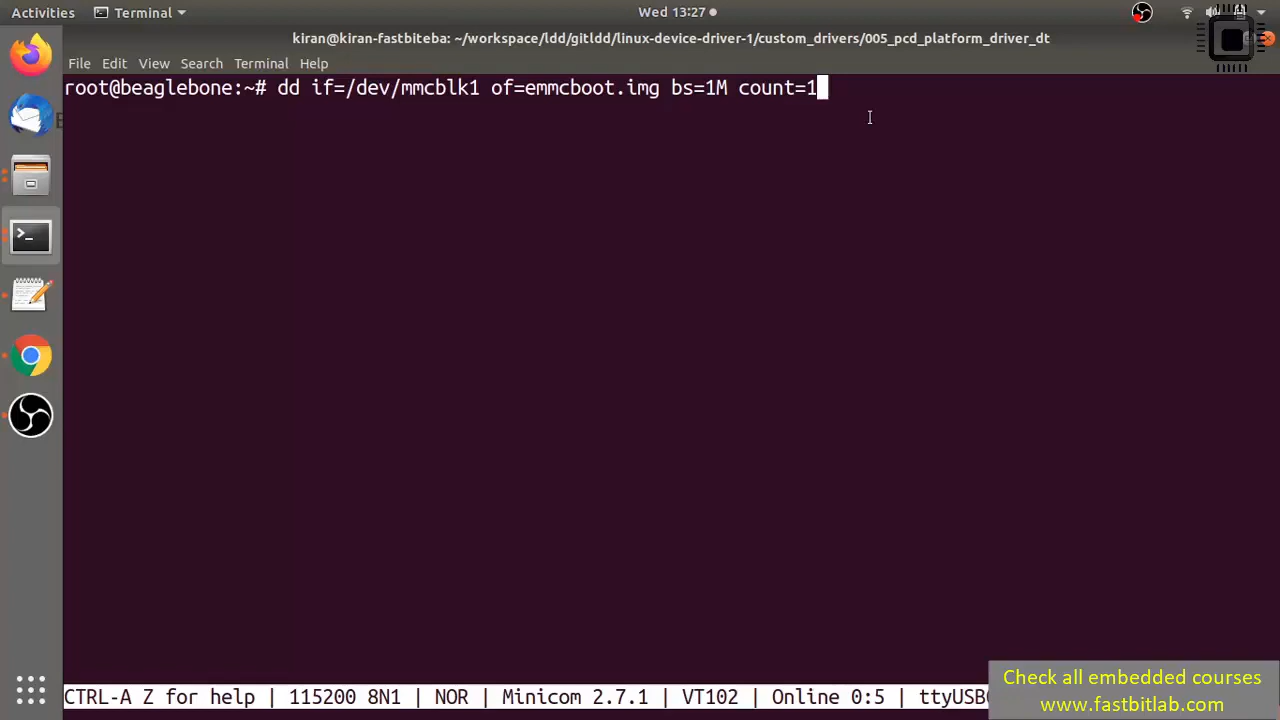 Activities Terminal Wed 13:27
kiran@kiran-fastbiteba: ~/workspace/ldd/gitldd/linux-device-driver-1/custom_drivers/005_pcd_platform_driver_dt
File Edit View Search Terminal Help
root@beaglebone:~# dd if=/dev/mmcblk1 of=emmcboot.img bs=1M count=1
CTRL-A Z for help | 115200 8N1 | NOR | Minicom 2.7.1 | VT102 | Online 0:5 |
Check all embedded courses
www.fastbitlab.com